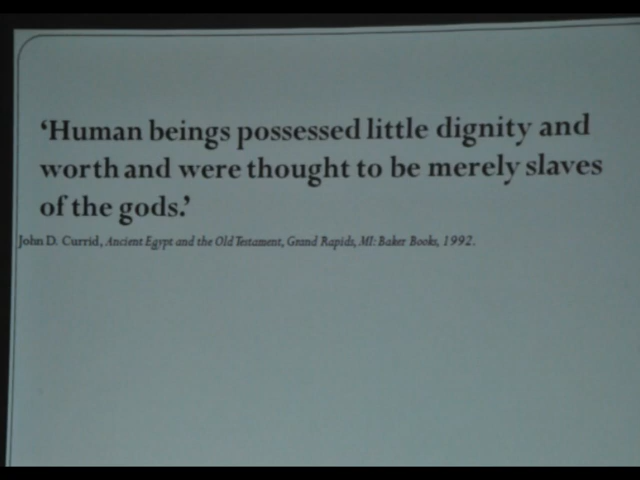 ‘Human beings possessed little dignity and
worth and were thought to be merely slaves
of the gods.’
John D. Currid, Ancient Egypt and the Old Testament, Grand Rapids, MI: Baker Books, 1992.